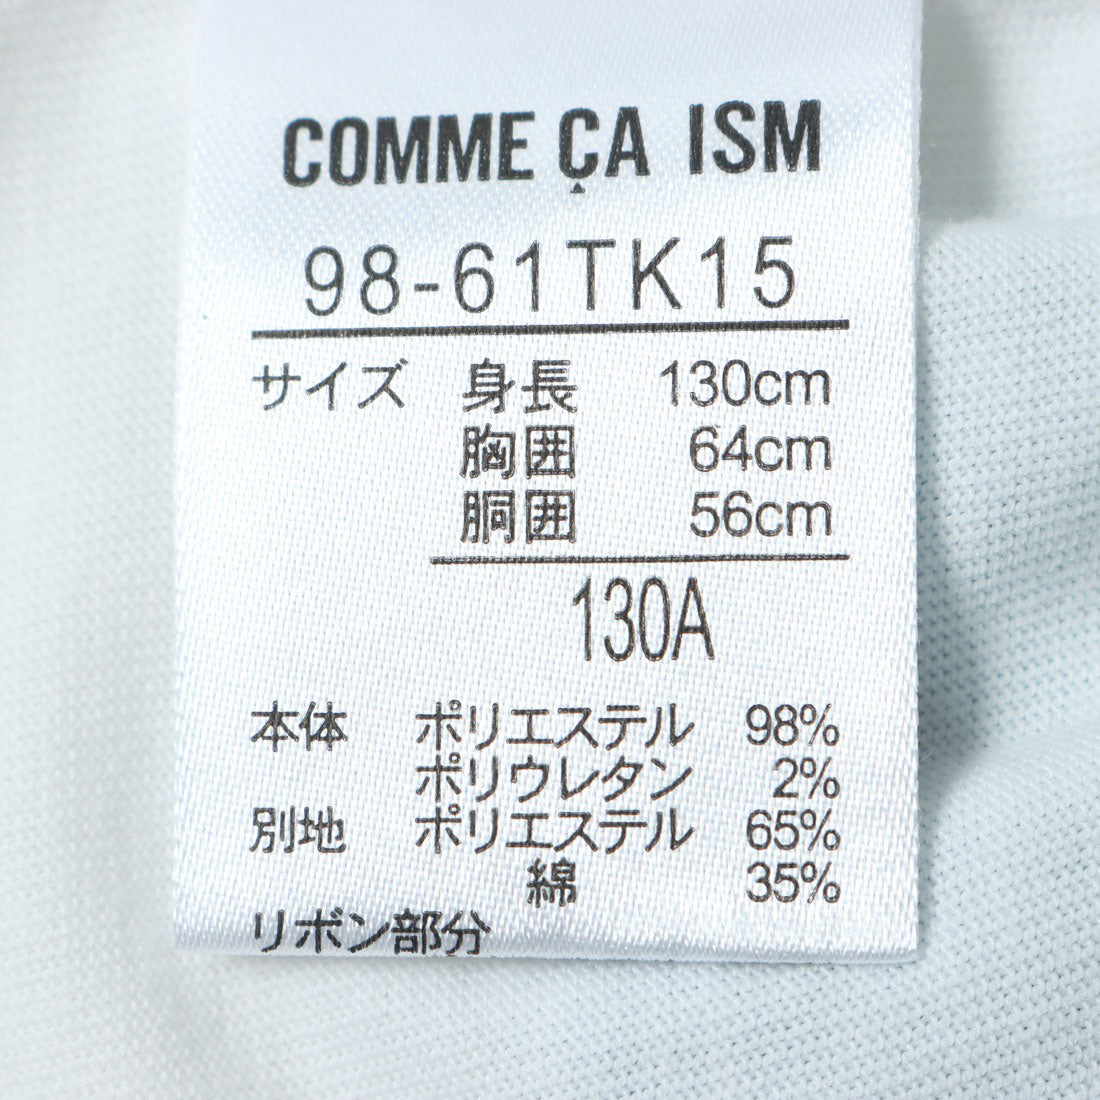 COMME ÇA ISM
98-61TK15
サイズ 身長 130cm
胸囲 64cm
胴囲 56cm
130A
本体 ポリエステル 98%
ポリウレタン 2%
別地 ポリエステル 65%
綿 35%
リボン部分